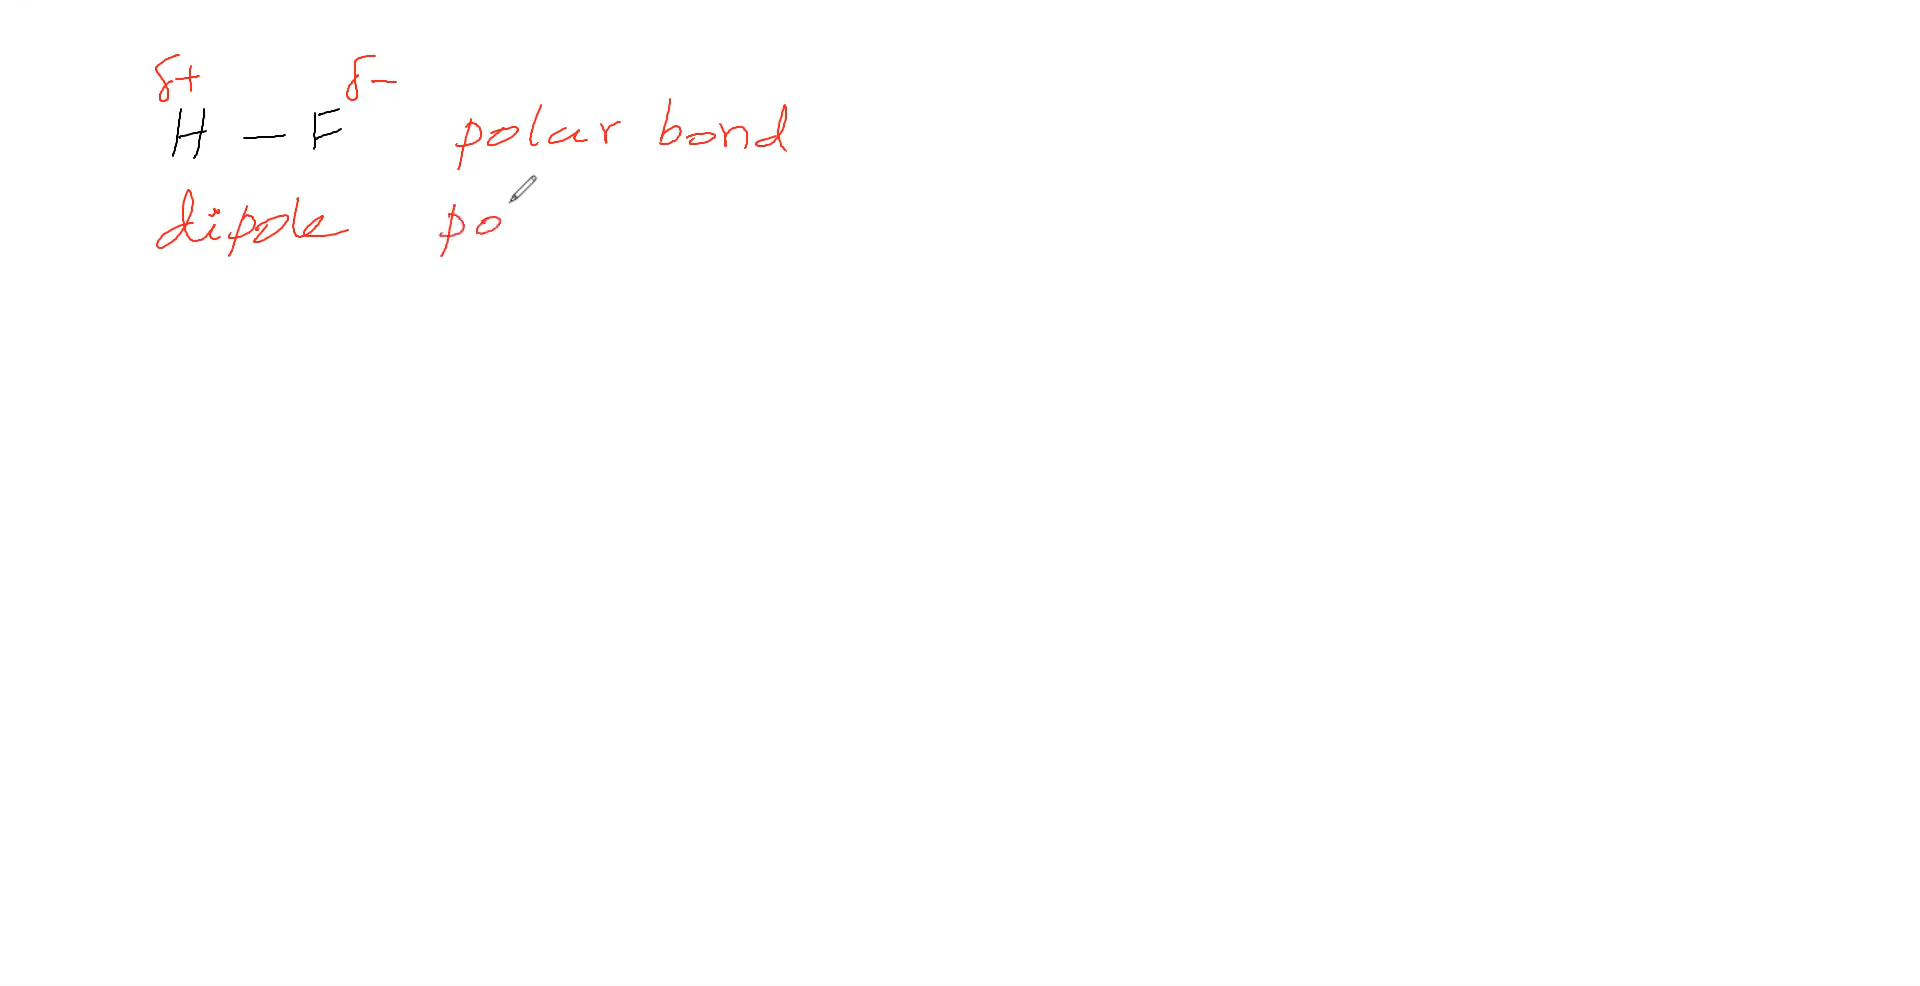 δ+ δ-
H - F polar bond
dipole po